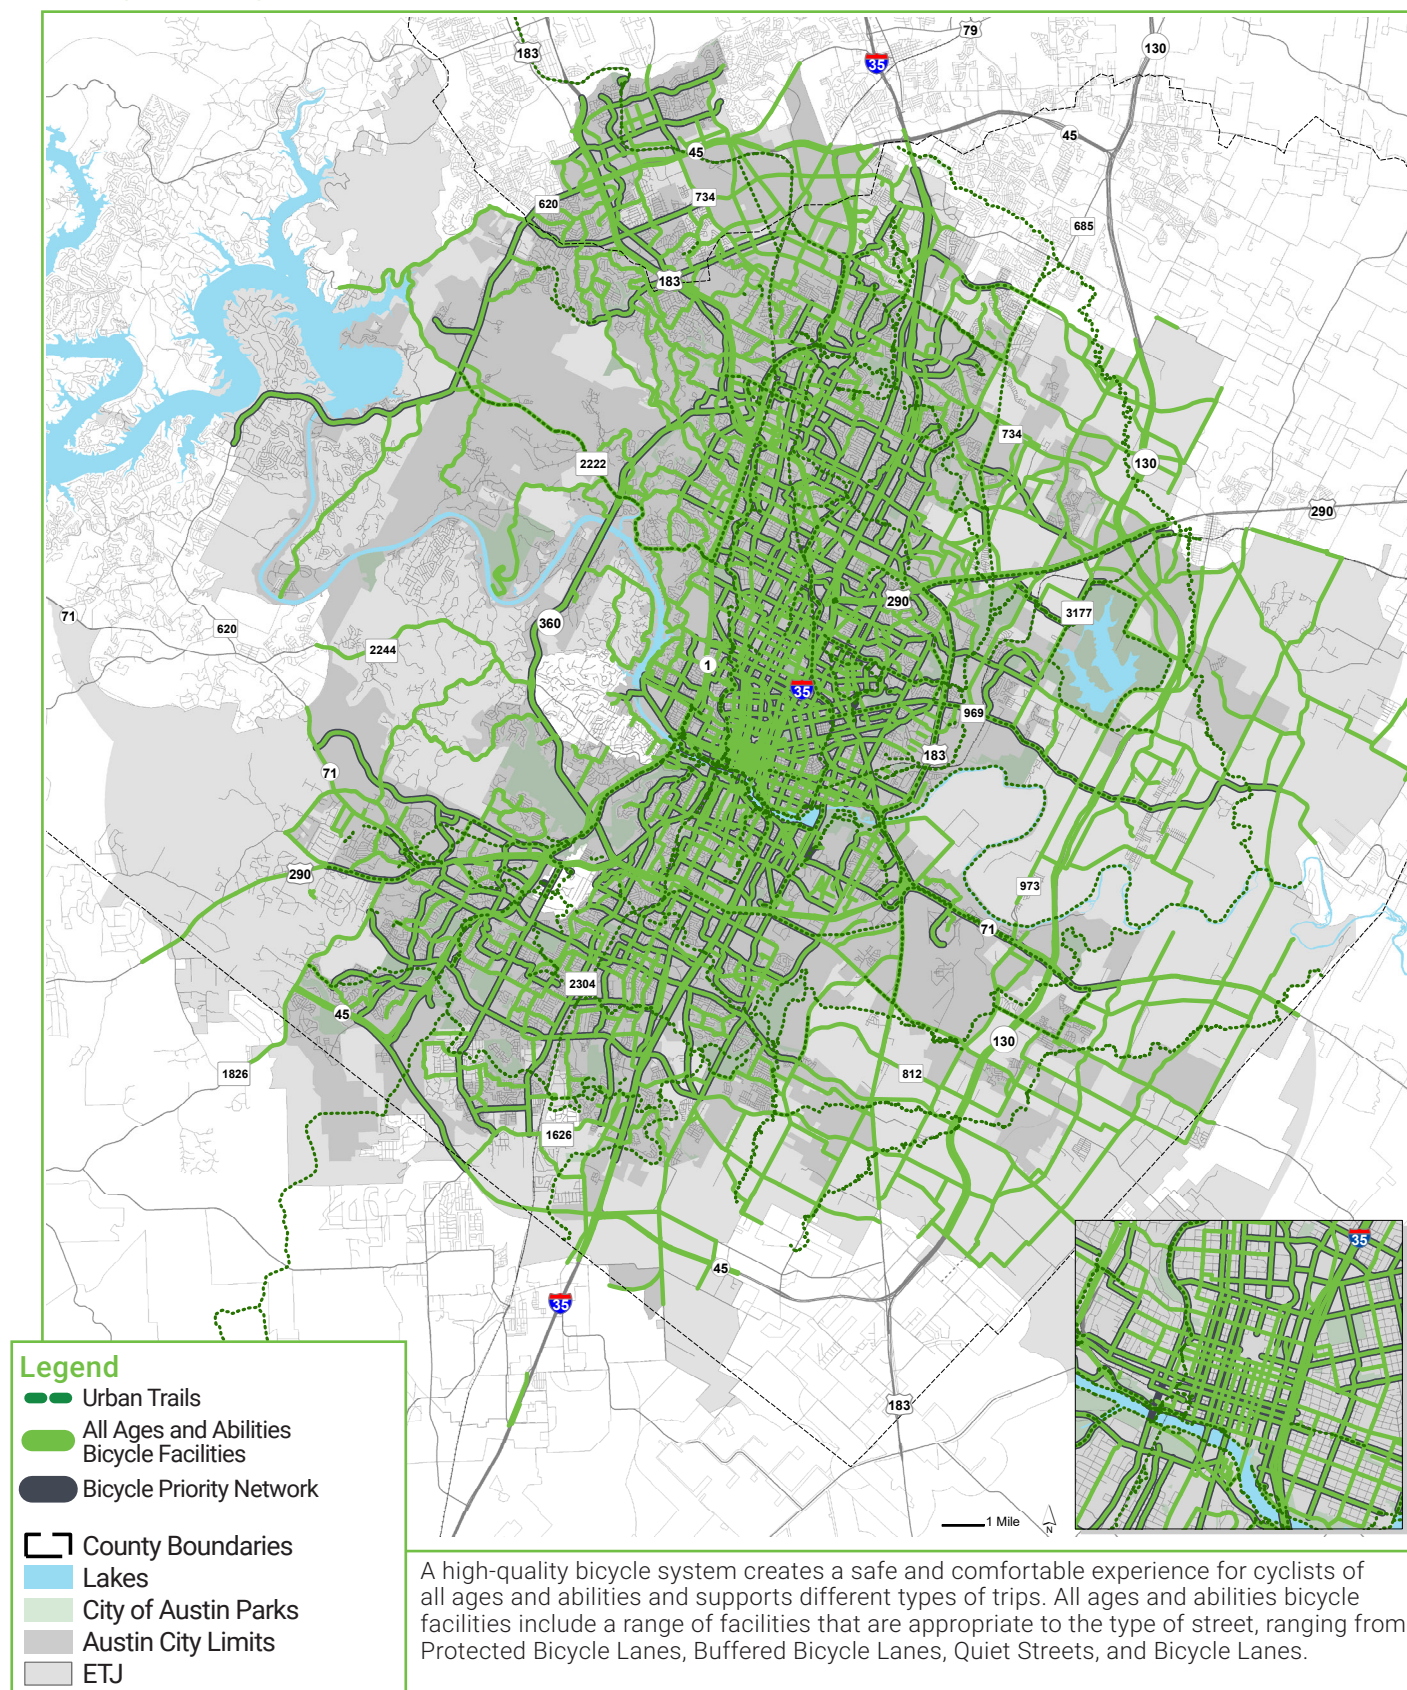 183
35
79
130
45
45
620
734
685
183
734
2222
130
290
71
620
2244
360
290
3177
1
35
969
183
71
290
973
71
2304
45
130
1826
812
1626
45
35
183
35
1 Mile
N
Legend
Urban Trails
All Ages and Abilities
Bicycle Facilities
Bicycle Priority Network
County Boundaries
Lakes
City of Austin Parks
Austin City Limits
ETJ
A high-quality bicycle system creates a safe and comfortable experience for cyclists of
all ages and abilities and supports different types of trips. All ages and abilities bicycle
facilities include a range of facilities that are appropriate to the type of street, ranging from
Protected Bicycle Lanes, Buffered Bicycle Lanes, Quiet Streets, and Bicycle Lanes.